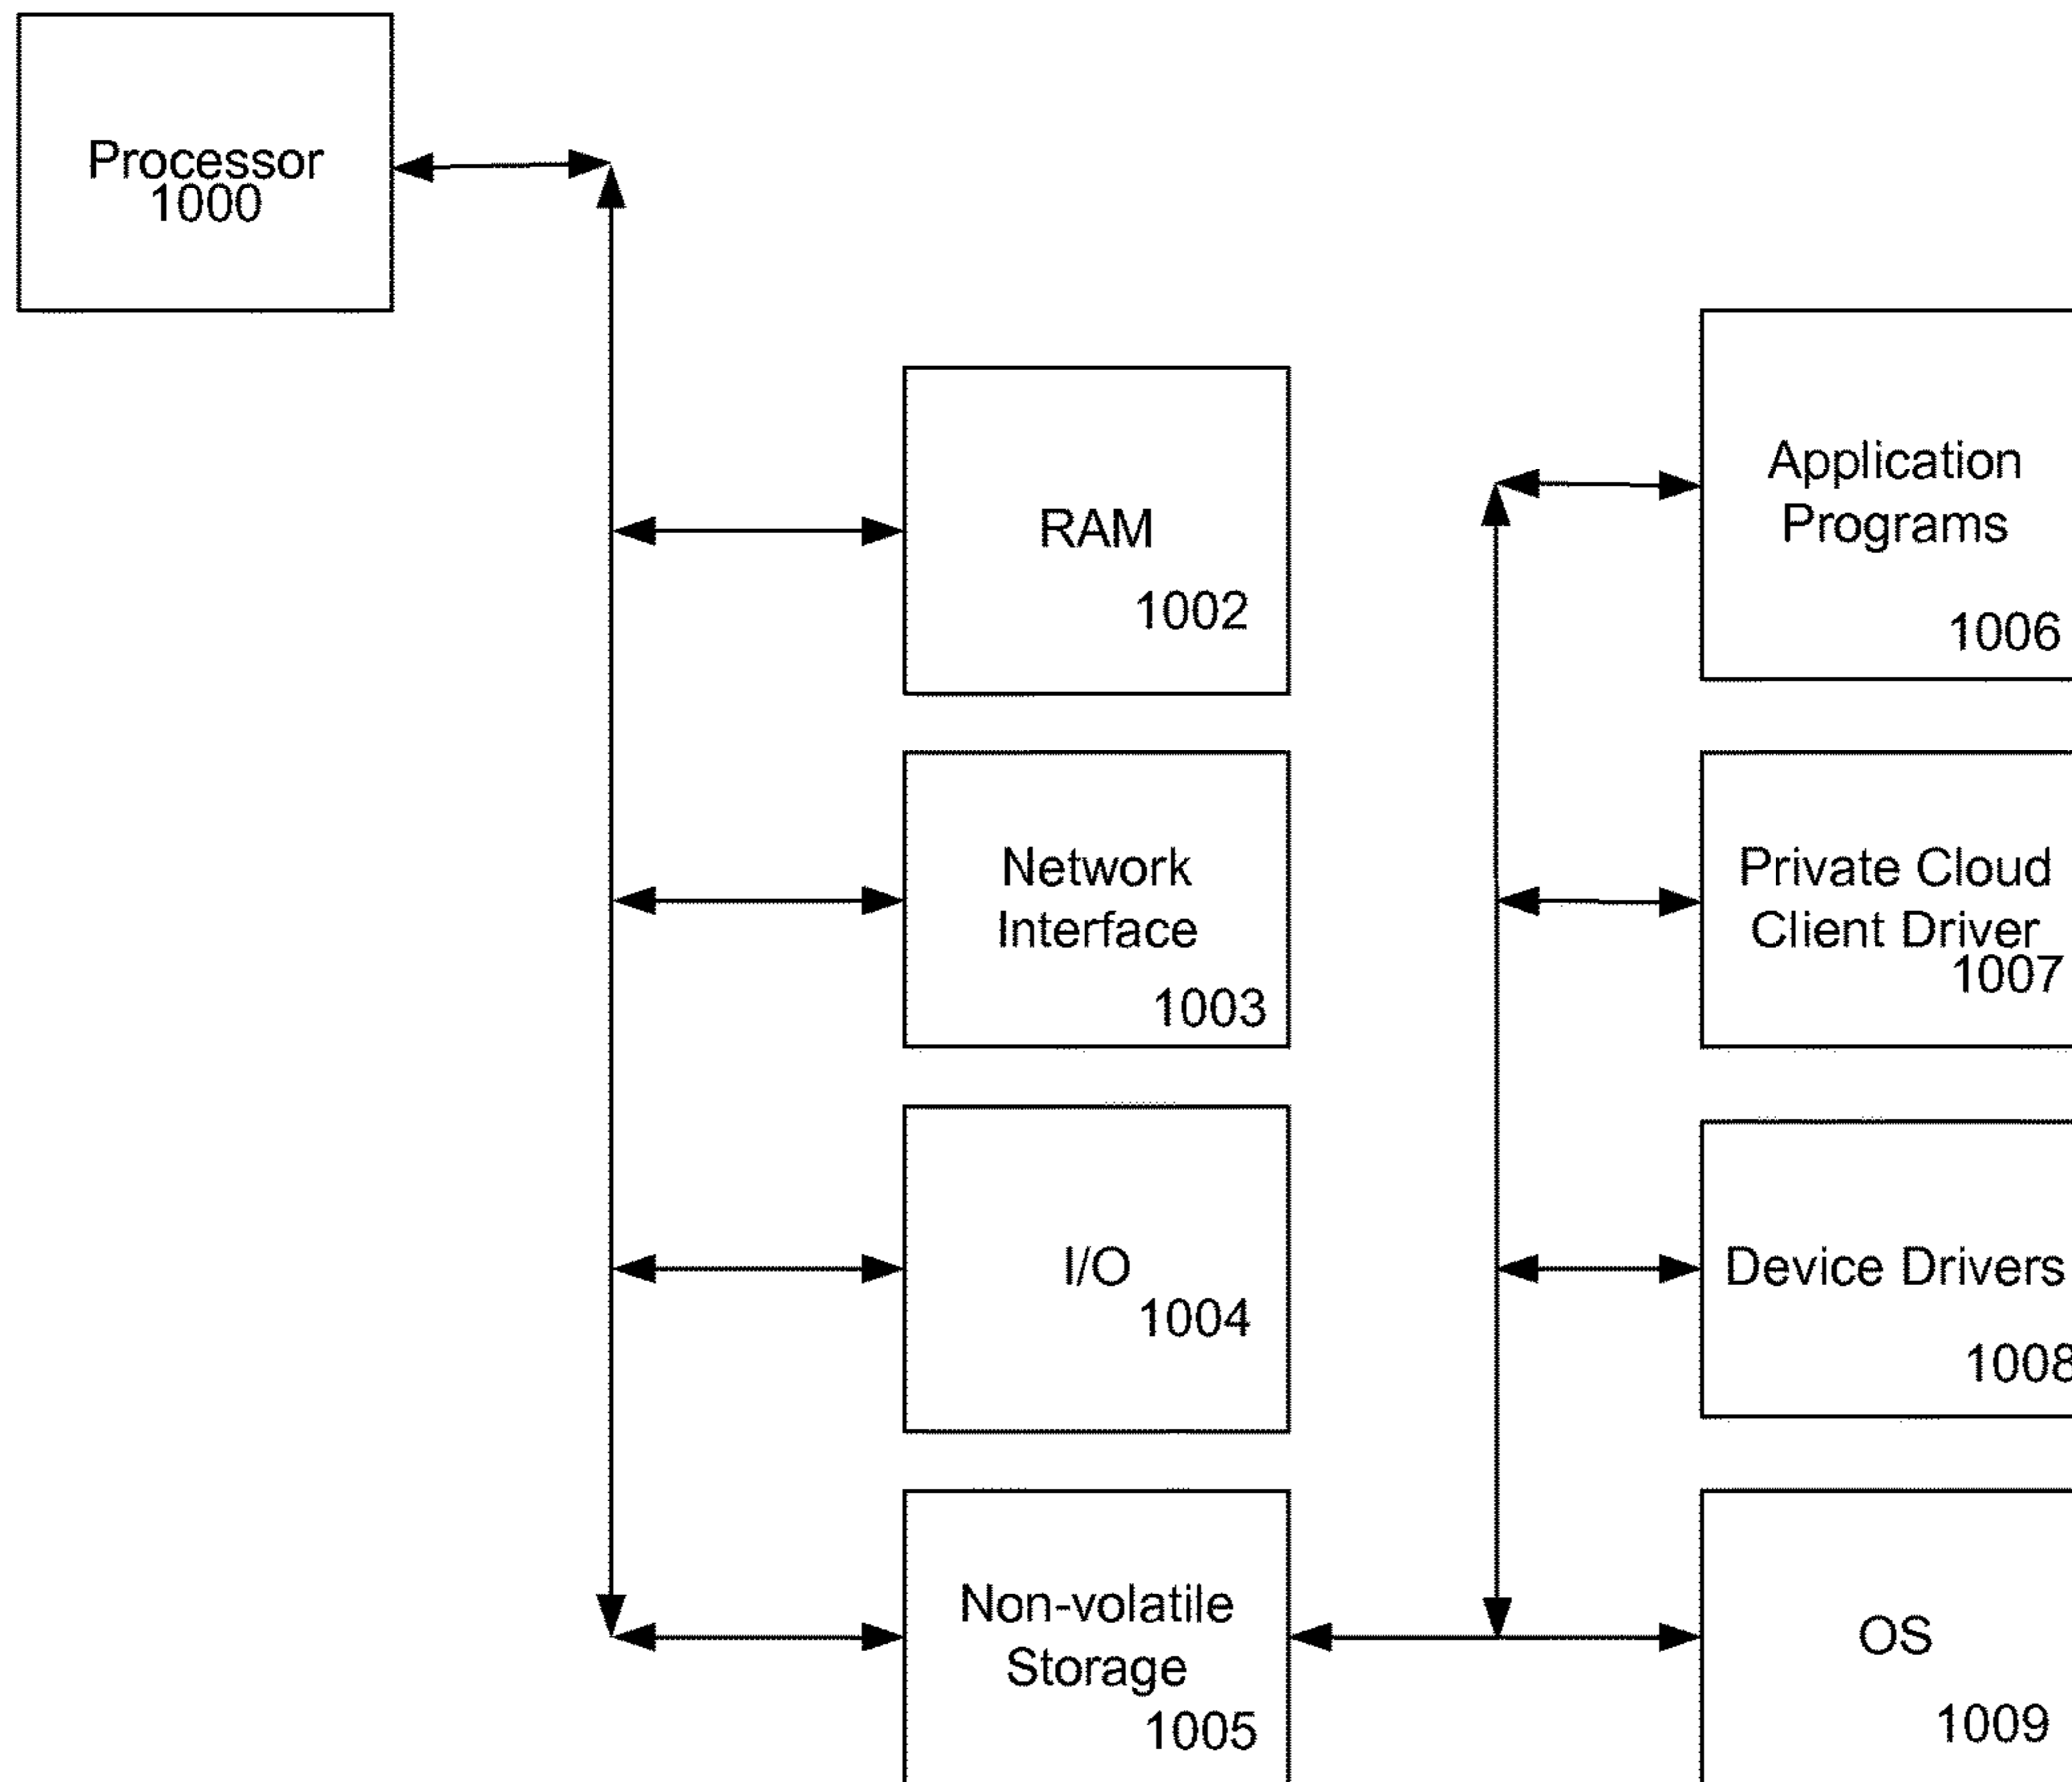 Processor
1000
RAM
1002
Network
Interface
1003
I/O
1004
Non-volatile
Storage
1005
Application
Programs
1006
Private Cloud
Client Driver
1007
Device Drivers
1008
OS
1009